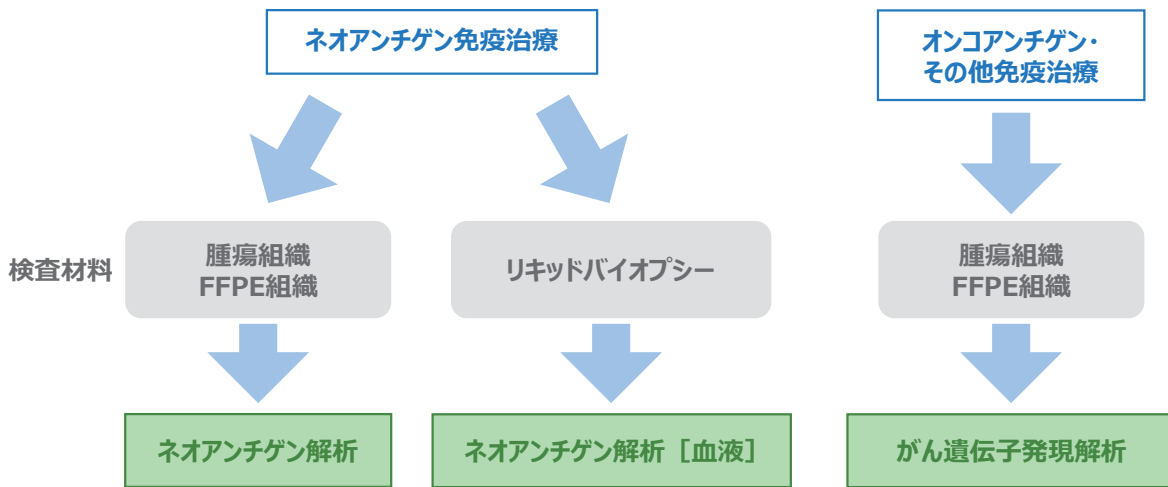 ネオアンチゲン免疫治療
オンコアンチゲン・
その他免疫治療
検査材料
腫瘍組織
FFPE組織
リキッドバイオプシー
腫瘍組織
FFPE組織
ネオアンチゲン解析
ネオアンチゲン解析［血液］
がん遺伝子発現解析